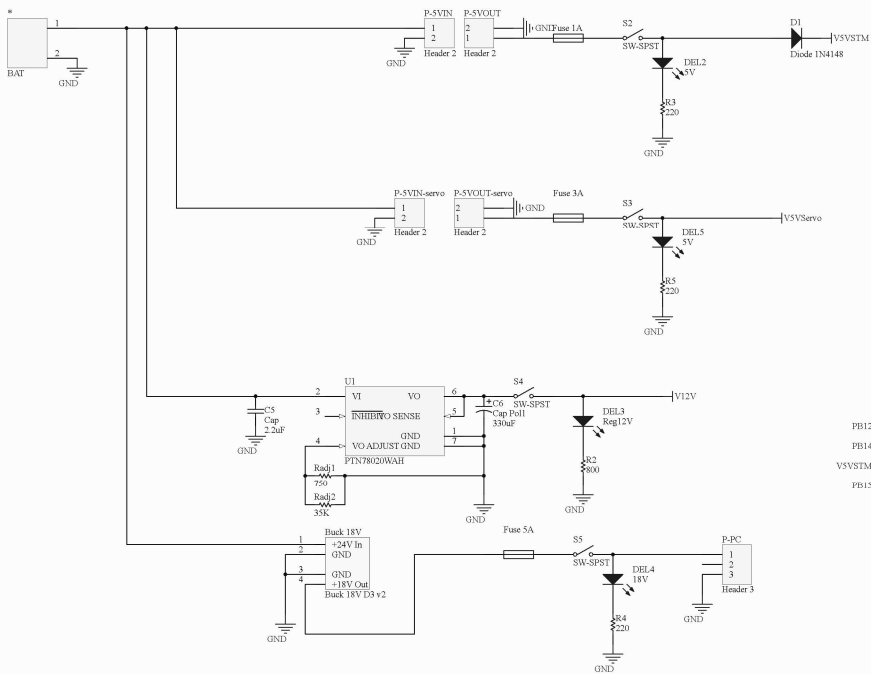 *
1
2
BAT
GND
P-5VIN
1
2
Header 2
GND
P-5VOUT
2
1
Header 2
GND
Fuse 1A
S2
SW-SPST
D1
Diode 1N4148
V5VSTM
DEL2
5V
R3
220
GND
P-5VIN-servo
1
2
Header 2
GND
P-5VOUT-servo
2
1
Header 2
GND
Fuse 3A
S3
SW-SPST
V5VServo
DEL5
5V
R5
220
GND
U1
2 VI VO 6
3 INHIBIT VO SENSE 5
GND 1
4 VO ADJUST GND 7
PTN78020WAH
C5
Cap
2.2uF
GND
Radj1
750
Radj2
35K
C6
Cap Pol1
330uF
GND
S4
SW-SPST
V12V
DEL3
Reg12V
R2
800
GND
PB12
PB14
V5VSTM
PB15
Buck 18V
1 +24V In
2 GND
3 GND
4 +18V Out
Buck 18V D3 v2
GND
Fuse 5A
S5
SW-SPST
DEL4
18V
R4
220
GND
P-PC
1
2
3
Header 3
GND